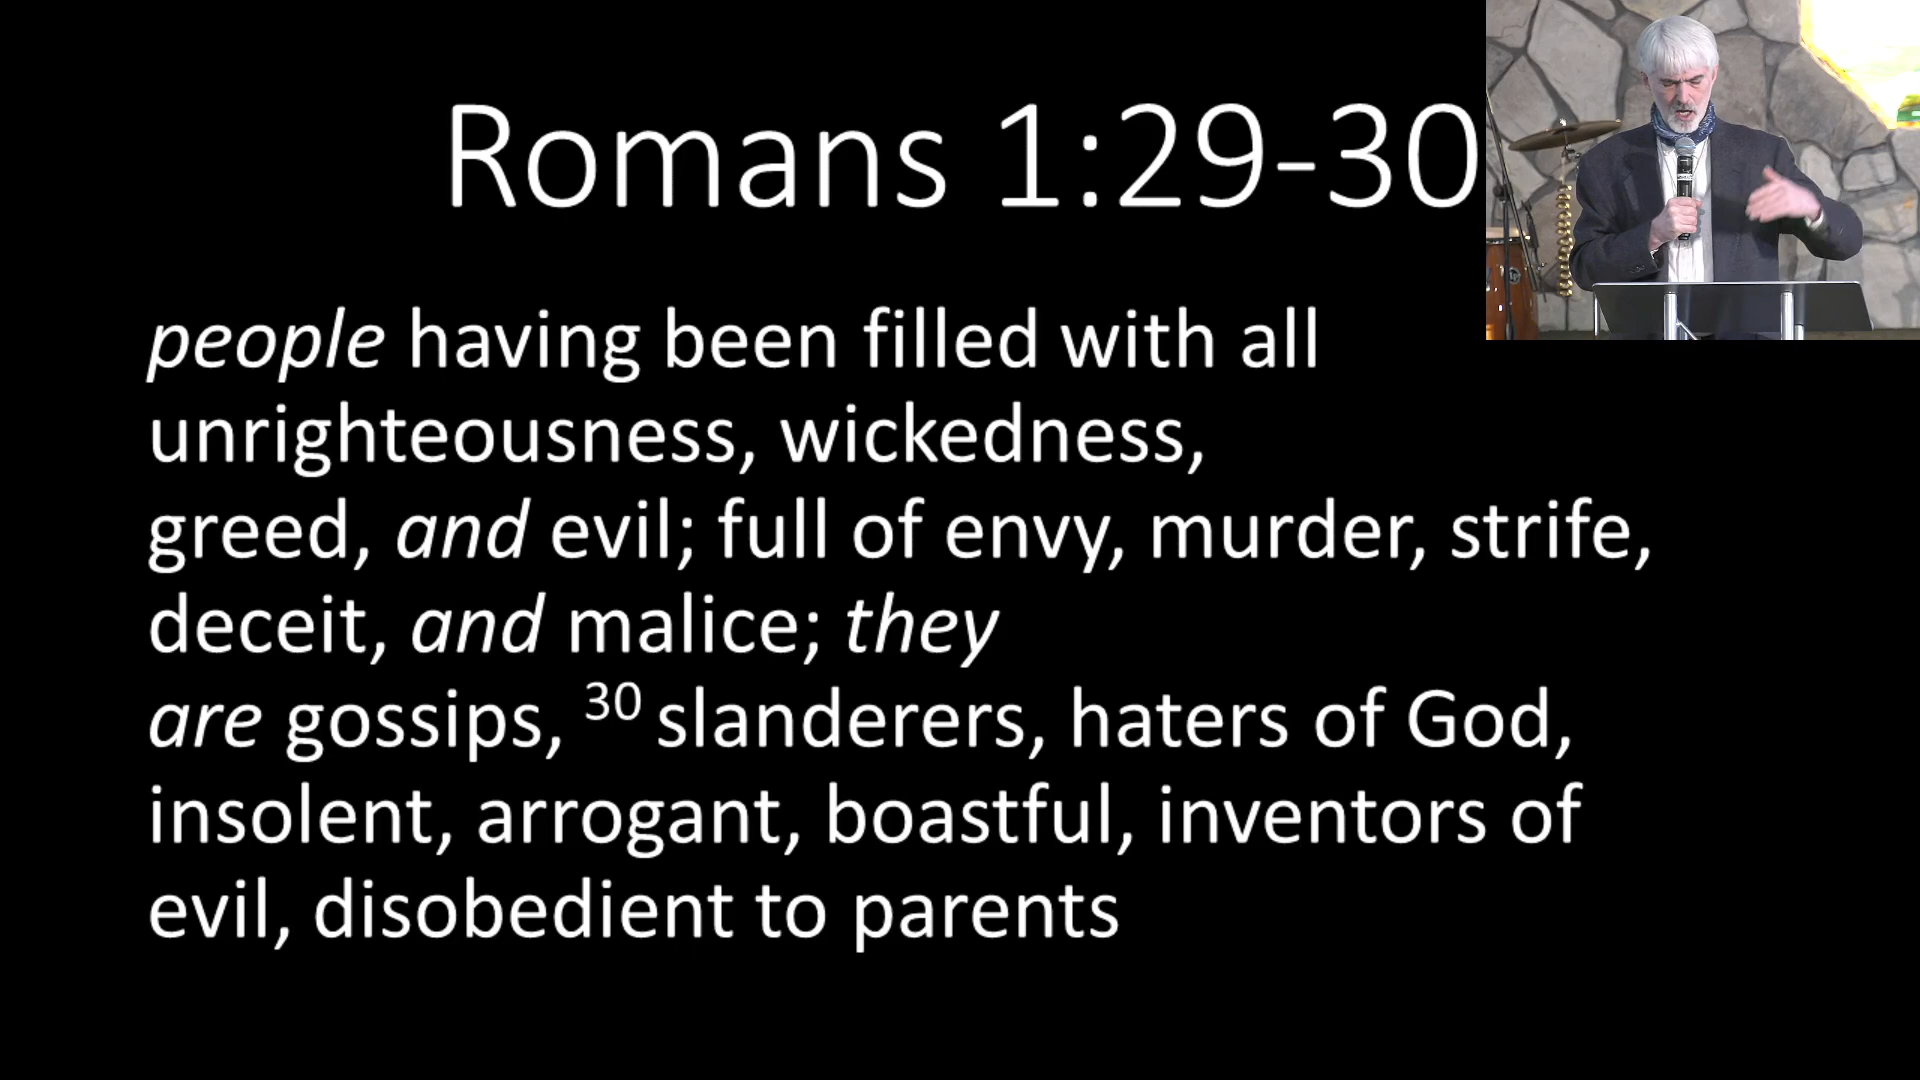 Romans 1:29-30
people having been filled with all
unrighteousness, wickedness,
greed, and evil; full of envy, murder, strife,
deceit, and malice; they
are gossips, 30 slanderers, haters of God,
insolent, arrogant, boastful, inventors of
evil, disobedient to parents